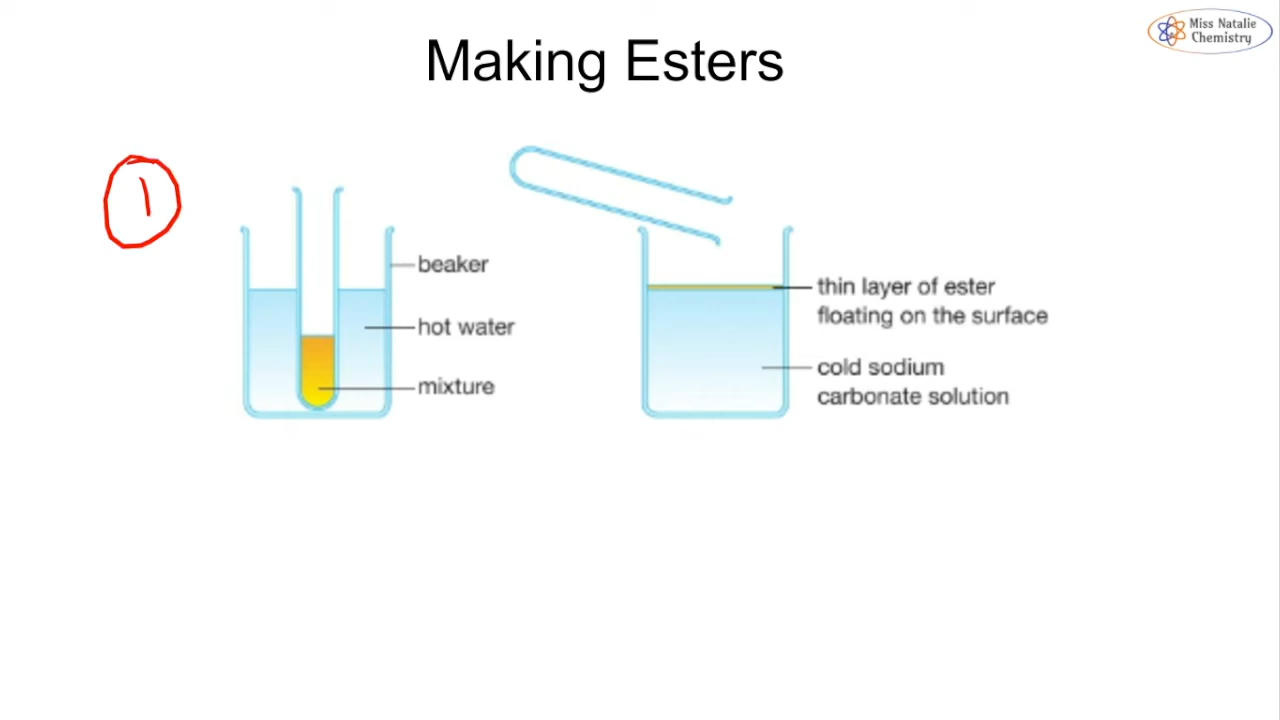 Miss Natalie
Chemistry
Making Esters
1
beaker
hot water
mixture
thin layer of ester
floating on the surface
cold sodium
carbonate solution